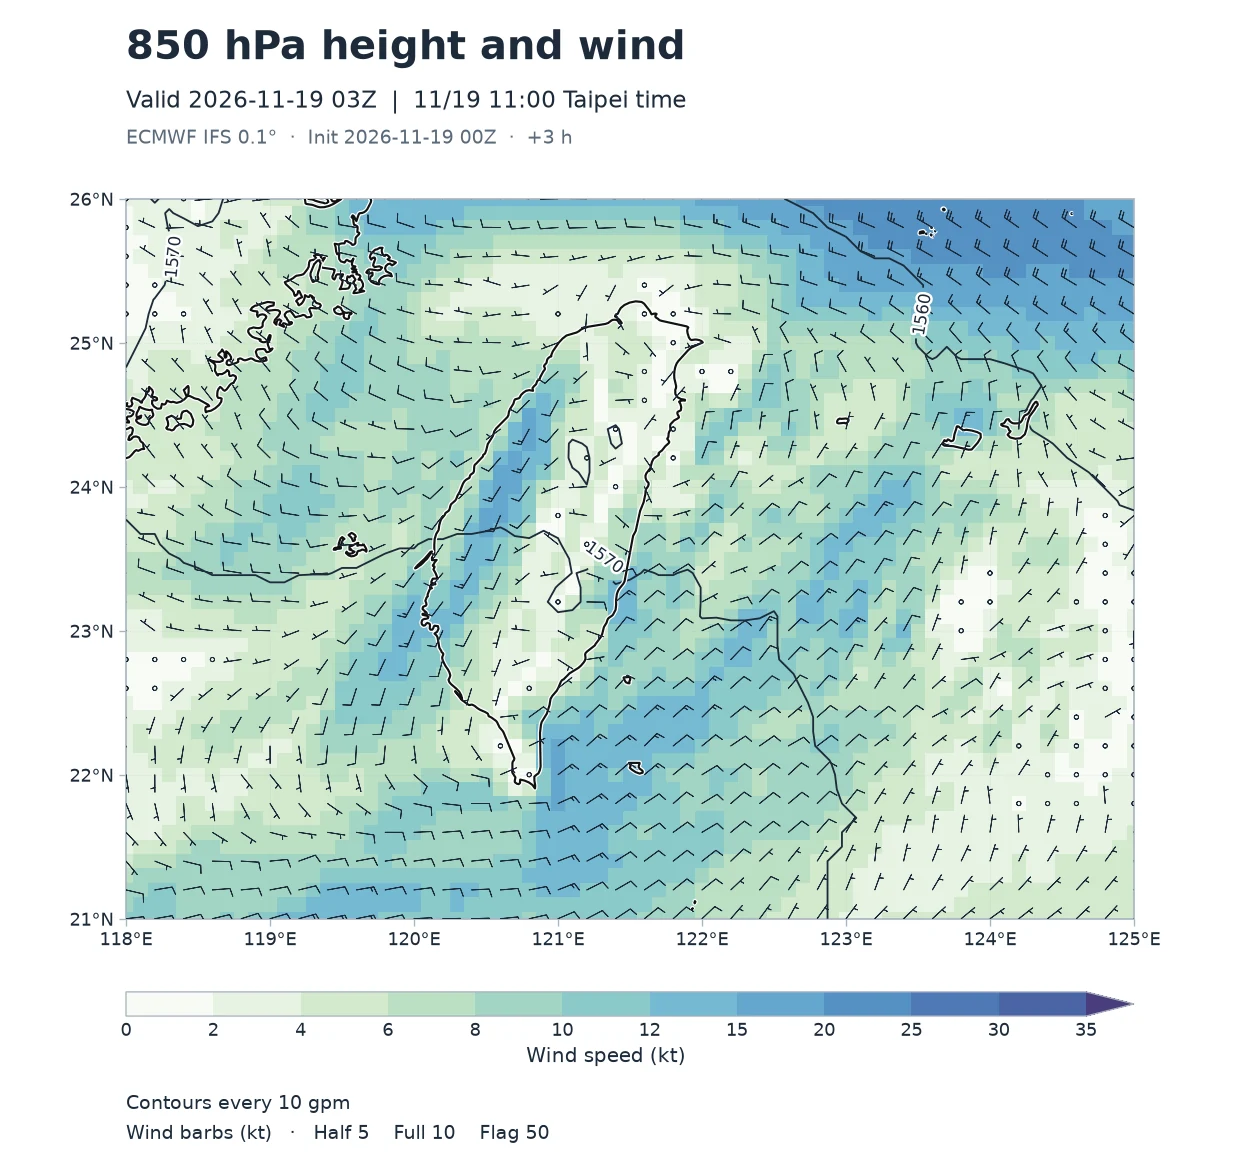 850 hPa height and wind
Valid 2026-11-19 03Z | 11/19 11:00 Taipei time
ECMWF IFS 0.1° · Init 2026-11-19 00Z · +3 h
26°N
1570
1560
25°N
24°N
1570
23°N
22°N
21°N
118°E 119°E 120°E 121°E 122°E 123°E 124°E 125°E
0 2 4 6 8 10 12 15 20 25 30 35
Wind speed (kt)
Contours every 10 gpm
Wind barbs (kt) · Half 5 Full 10 Flag 50